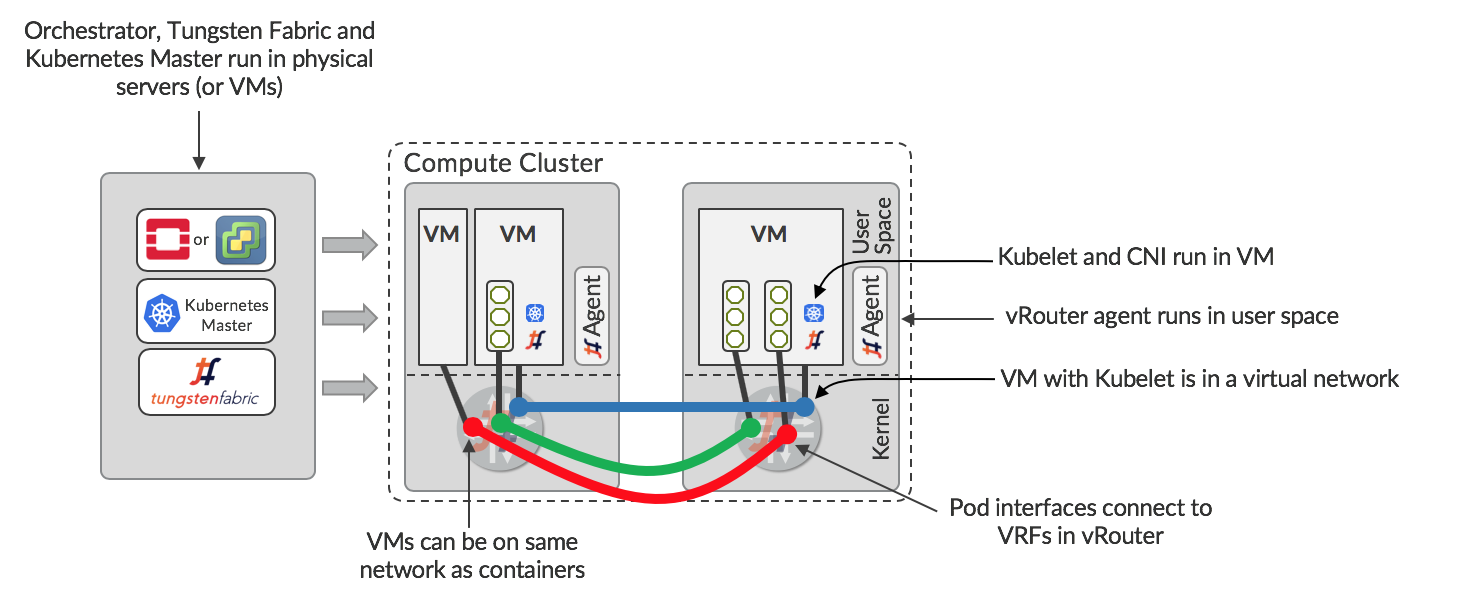 Orchestrator, Tungsten Fabric and
Kubernetes Master run in physical
servers (or VMs)
or
Kubernetes
Master
tungstenfabric
Compute Cluster
VM
VM
Agent
VM
User
Space
Agent
Kernel
Kubelet and CNI run in VM
vRouter agent runs in user space
VM with Kubelet is in a virtual network
Pod interfaces connect to
VRFs in vRouter
VMs can be on same
network as containers